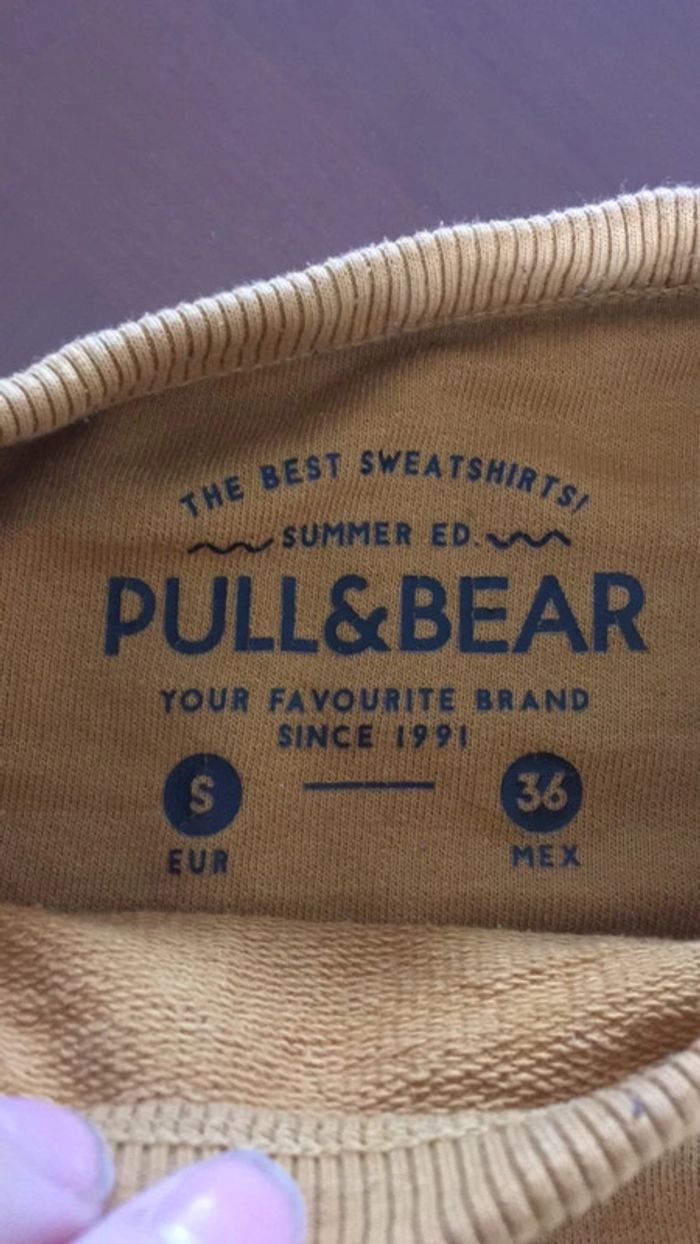 THE BEST SWEATSHIRTS!
SUMMER ED.
PULL&BEAR
YOUR FAVOURITE BRAND
SINCE 1991
S 36
EUR MEX